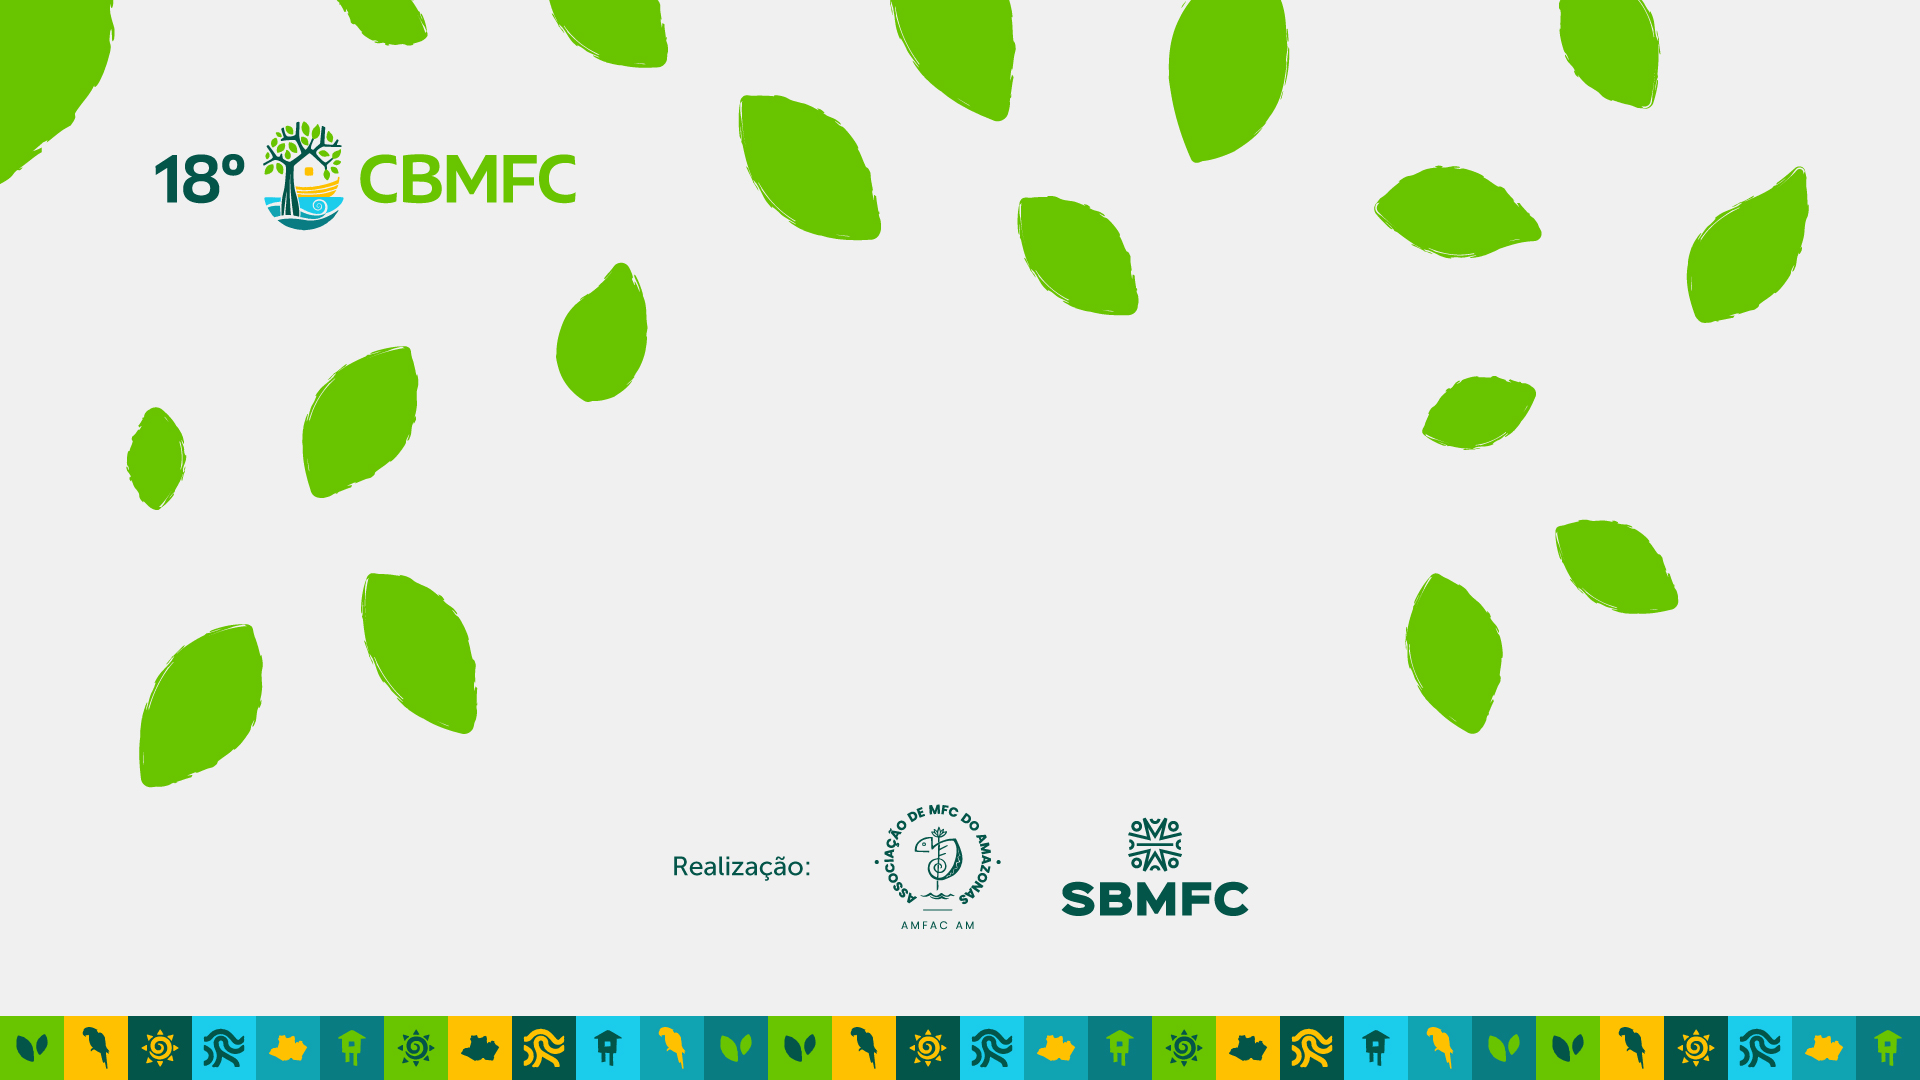 18º CBMFC
Realização:
ASSOCIAÇÃO DE MFC DO AMAZONAS
AMFAC AM
SBMFC